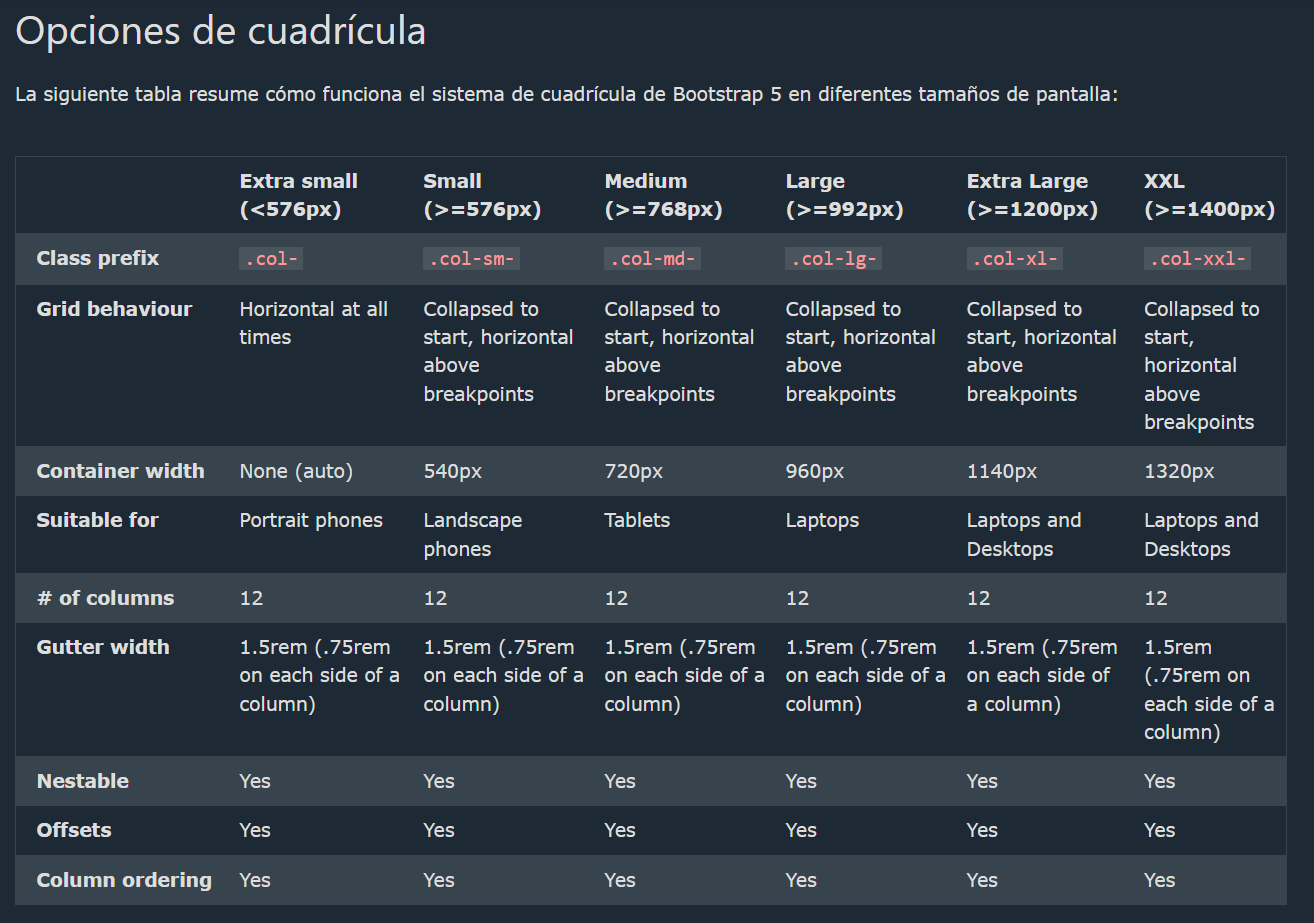 Opciones de cuadrícula
La siguiente tabla resume cómo funciona el sistema de cuadrícula de Bootstrap 5 en diferentes tamaños de pantalla:
Extra small (<576px) Small (>=576px) Medium (>=768px) Large (>=992px) Extra Large (>=1200px) XXL (>=1400px)
Class prefix .col- .col-sm- .col-md- .col-lg- .col-xl- .col-xxl-
Grid behaviour Horizontal at all times Collapsed to start, horizontal above breakpoints Collapsed to start, horizontal above breakpoints Collapsed to start, horizontal above breakpoints Collapsed to start, horizontal above breakpoints Collapsed to start, horizontal above breakpoints
Container width None (auto) 540px 720px 960px 1140px 1320px
Suitable for Portrait phones Landscape phones Tablets Laptops Laptops and Desktops Laptops and Desktops
# of columns 12 12 12 12 12 12
Gutter width 1.5rem (.75rem on each side of a column) 1.5rem (.75rem on each side of a column) 1.5rem (.75rem on each side of a column) 1.5rem (.75rem on each side of a column) 1.5rem (.75rem on each side of a column) 1.5rem (.75rem on each side of a column)
Nestable Yes Yes Yes Yes Yes Yes
Offsets Yes Yes Yes Yes Yes Yes
Column ordering Yes Yes Yes Yes Yes Yes